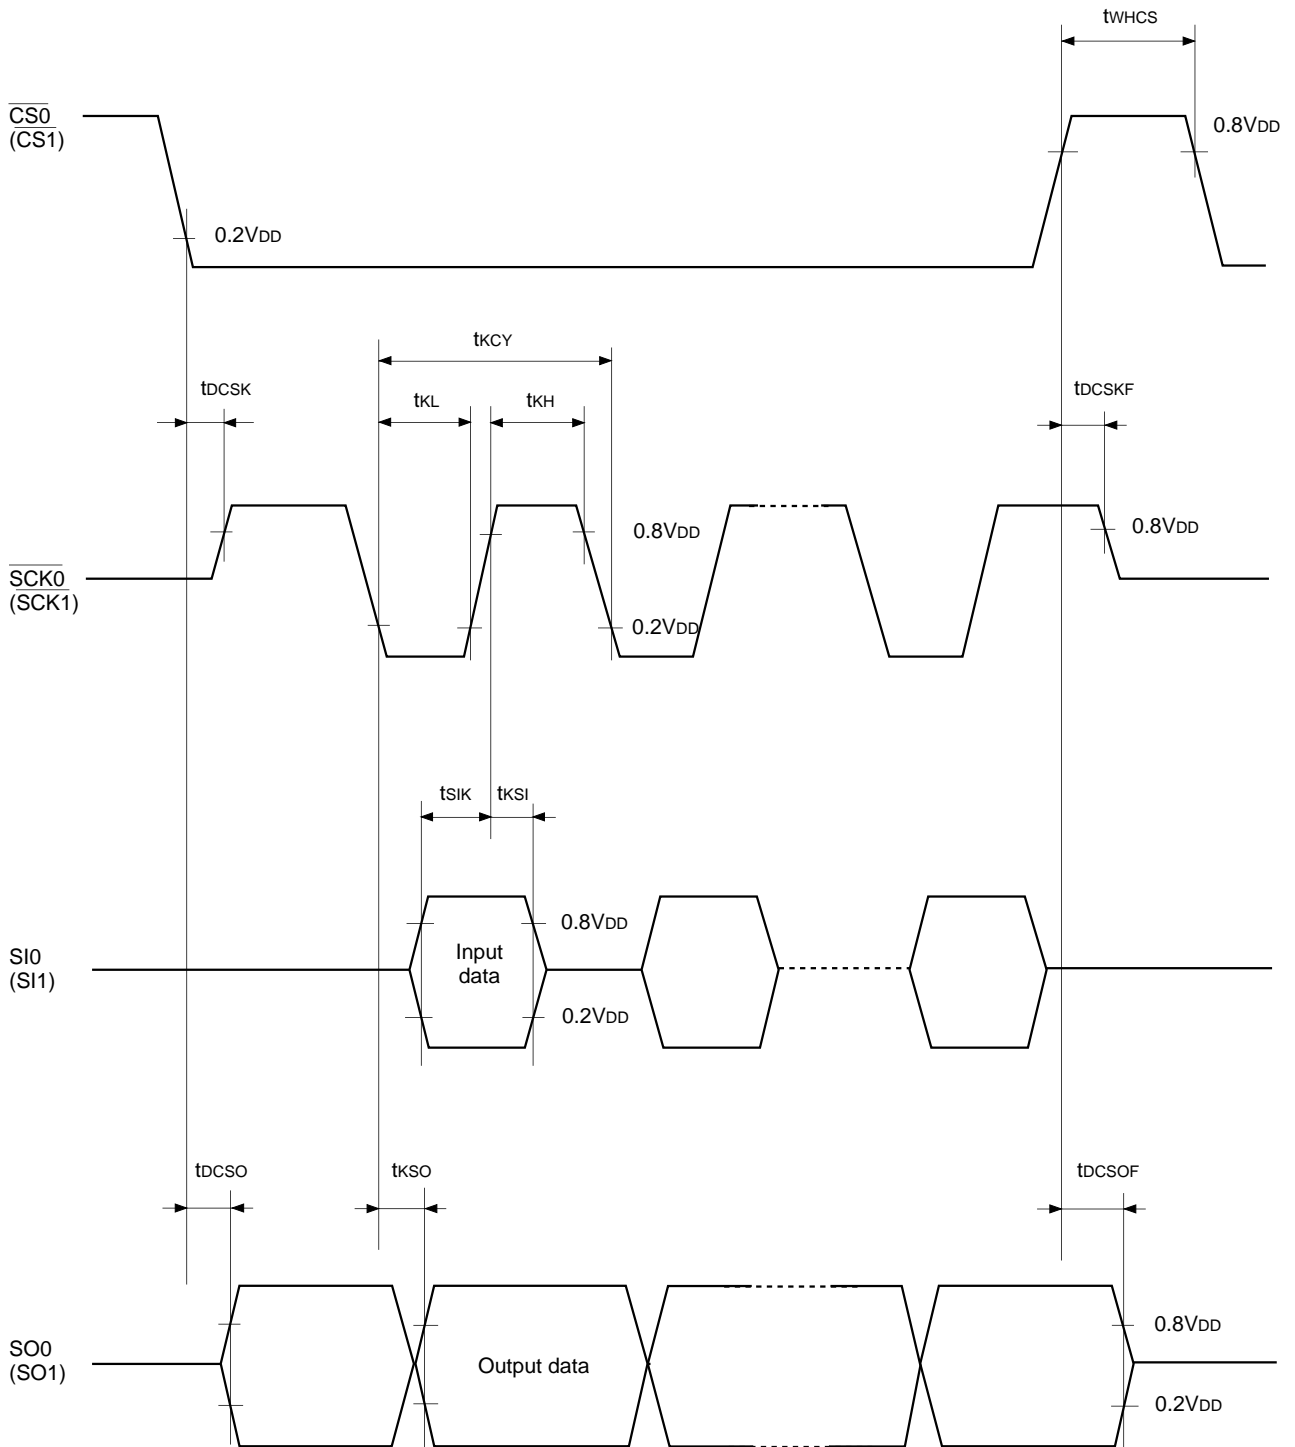 tWHCS
CS0
(CS1)
0.8VDD
0.2VDD
tKCY
tDCSK
tKL
tKH
tDCSKF
0.8VDD
0.8VDD
SCK0
(SCK1)
0.2VDD
tSIK
tKSI
0.8VDD
SI0
(SI1)
Input
data
0.2VDD
tDCSO
tKSO
tDCSOF
0.8VDD
SO0
(SO1)
Output data
0.2VDD